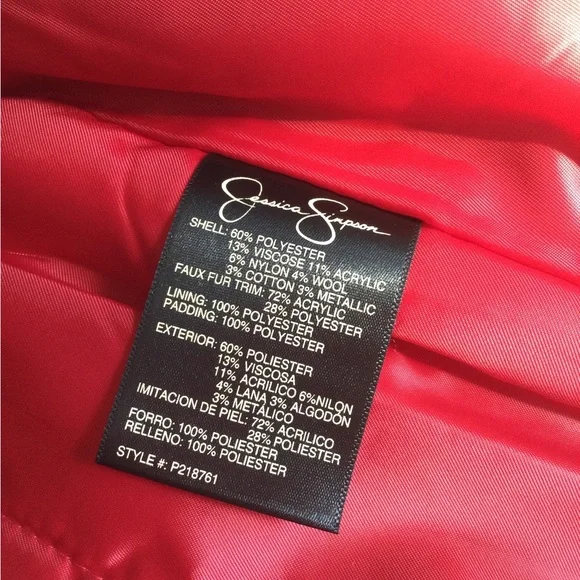 Jessica Simpson
SHELL: 60% POLYESTER
13% VISCOSE 11% ACRYLIC
6% NYLON 4% WOOL
3% COTTON 3% METALLIC
FAUX FUR TRIM: 72% ACRYLIC
28% POLYESTER
LINING: 100% POLYESTER
PADDING: 100% POLYESTER
EXTERIOR: 60% POLIESTER
13% VISCOSA
11% ACRILICO 6%NILON
4% LANA 3% ALGODÓN
3% METALICO
IMITACION DE PIEL: 72% ACRILICO
28% POLIESTER
FORRO: 100% POLIESTER
RELLENO: 100% POLIESTER
STYLE #: P218761